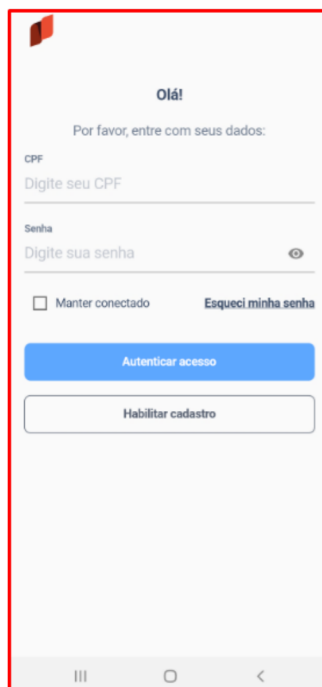 Olá!
Por favor, entre com seus dados:
CPF
Digite seu CPF
Senha
Digite sua senha
Manter conectado Esqueci minha senha
Autenticar acesso
Habilitar cadastro